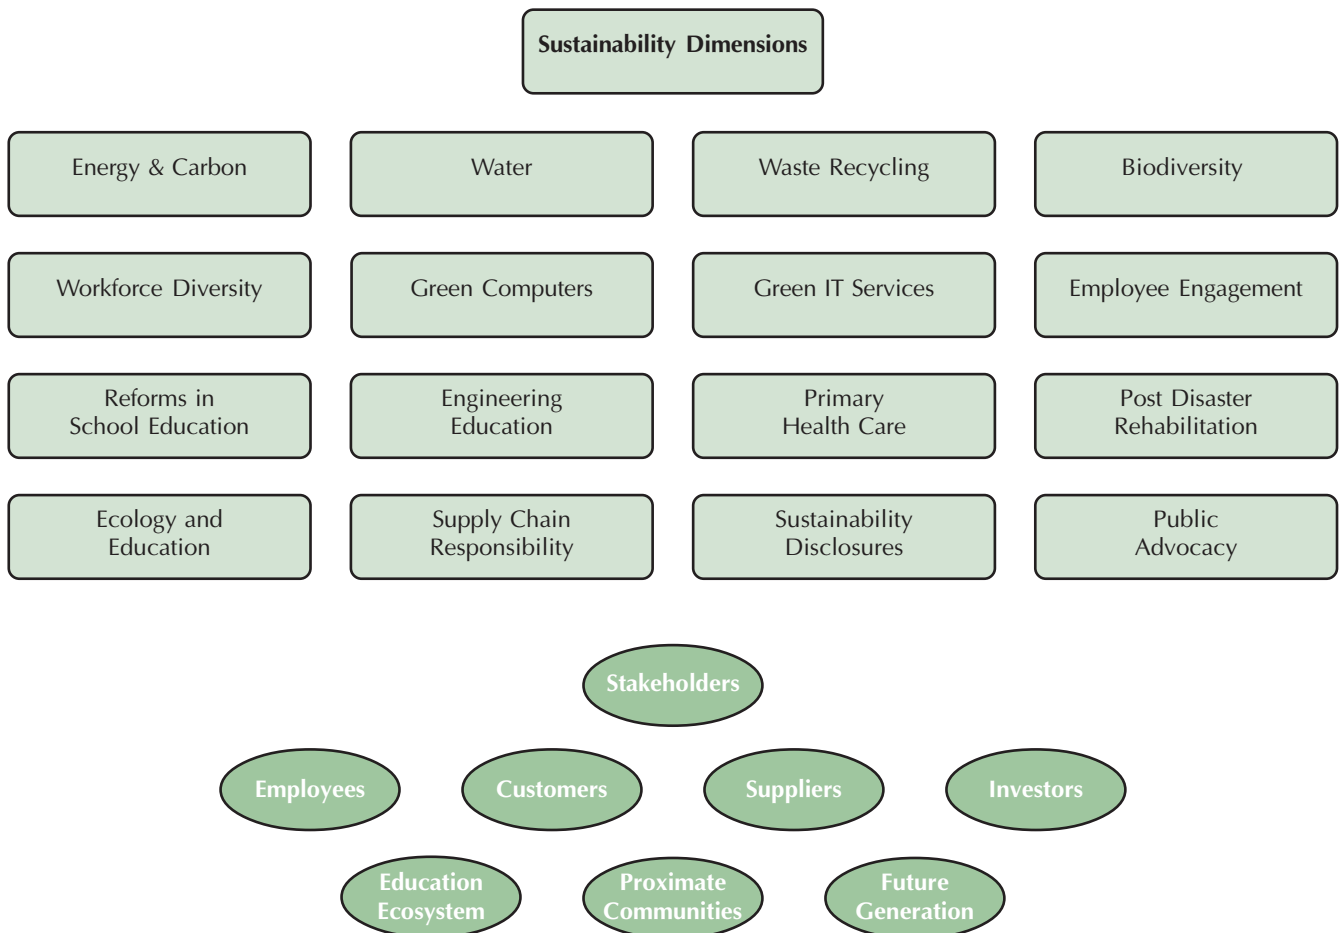 Sustainability Dimensions
Energy & Carbon
Water
Waste Recycling
Biodiversity
Workforce Diversity
Green Computers
Green IT Services
Employee Engagement
Reforms in
School Education
Engineering
Education
Primary
Health Care
Post Disaster
Rehabilitation
Ecology and
Education
Supply Chain
Responsibility
Sustainability
Disclosures
Public
Advocacy
Stakeholders
Employees
Customers
Suppliers
Investors
Education
Ecosystem
Proximate
Communities
Future
Generation